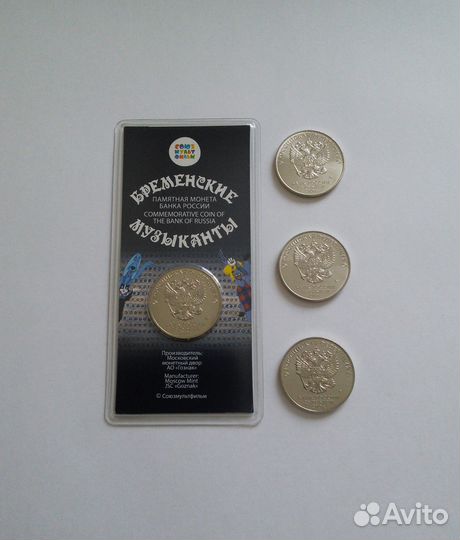 СОЮЗ
МУЛЬТ
ФИЛЬМ
БРЕМЕНСКИЕ
ПАМЯТНАЯ МОНЕТА
БАНКА РОССИИ
COMMEMORATIVE COIN OF
THE BANK OF RUSSIA
МУЗЫКАНТЫ
Производитель:
Московский
монетный двор
АО «Гознак»
Manufacturer:
Moscow Mint
JSC «Goznak»
© Союзмультфильм
Avito